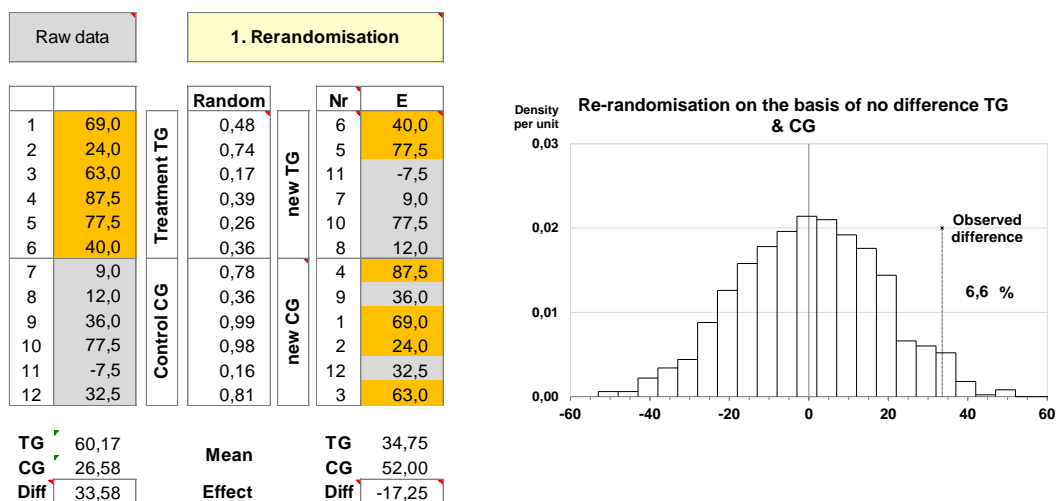 Raw data 1. Rerandomisation
Random Nr E
1 69,0 0,48 6 40,0
2 24,0 0,74 5 77,5
3 63,0 0,17 11 -7,5
4 87,5 0,39 7 9,0
5 77,5 0,26 10 77,5
6 40,0 0,36 8 12,0
7 9,0 0,78 4 87,5
8 12,0 0,36 9 36,0
9 36,0 0,99 1 69,0
10 77,5 0,98 2 24,0
11 -7,5 0,16 12 32,5
12 32,5 0,81 3 63,0
Treatment TG
Control CG
new TG
new CG
TG 60,17 Mean TG 34,75
CG 26,58 CG 52,00
Diff 33,58 Effect Diff -17,25
Density
per unit
Re-randomisation on the basis of no difference TG
& CG
0,03
0,02
0,01
0,00
Observed
difference
6,6 %
-60 -40 -20 0 20 40 60